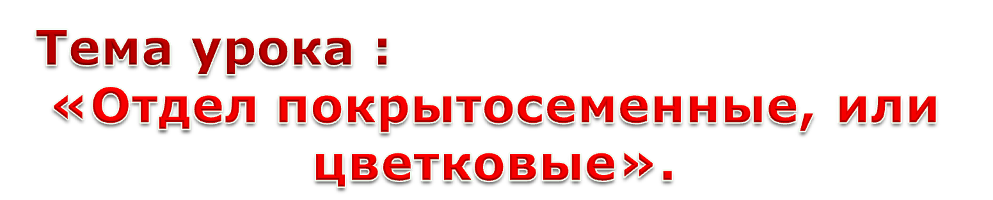 Тема урока :
«Отдел покрытосеменные, или
цветковые».